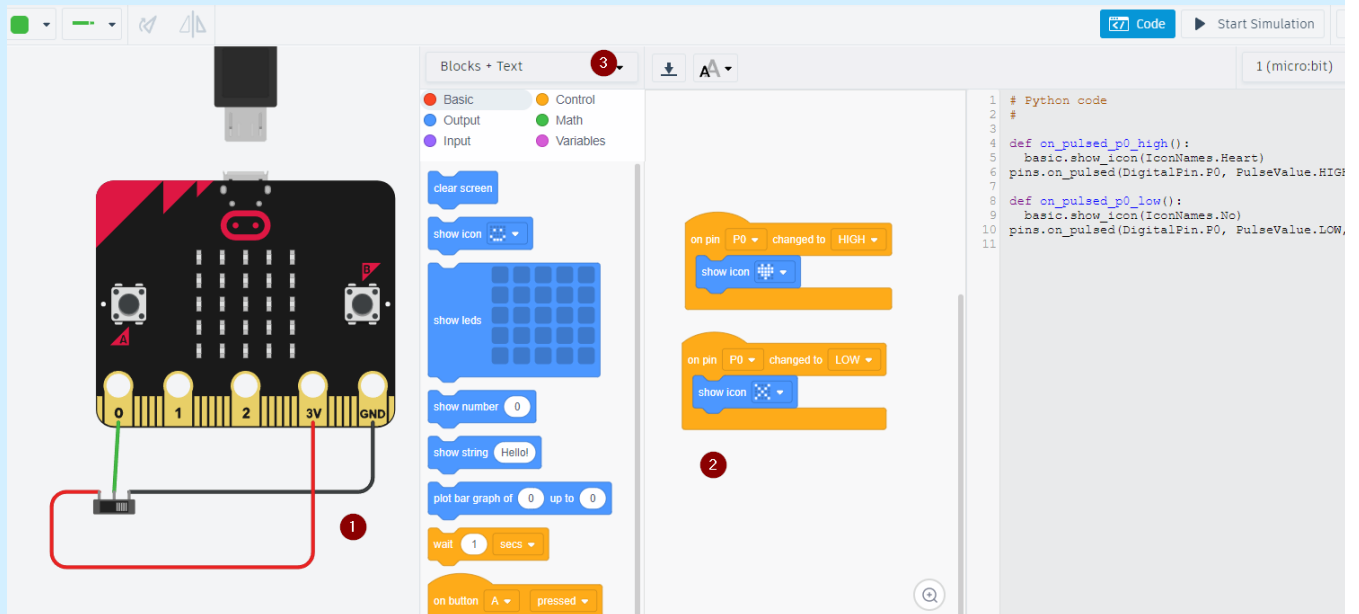 Code
Start Simulation
Blocks + Text
3
1 (micro:bit)
Basic
Control
Output
Math
Input
Variables
clear screen
show icon
show leds
show number 0
show string Hello!
plot bar graph of 0 up to 0
wait 1 secs
on button A pressed
A
B
0 1 2 3V GND
1
on pin P0 changed to HIGH
show icon
on pin P0 changed to LOW
show icon
2
1 # Python code
2 #
3
4 def on_pulsed_p0_high():
5 basic.show_icon(IconNames.Heart)
6 pins.on_pulsed(DigitalPin.P0, PulseValue.HIGH
7
8 def on_pulsed_p0_low():
9 basic.show_icon(IconNames.No)
10 pins.on_pulsed(DigitalPin.P0, PulseValue.LOW,
11